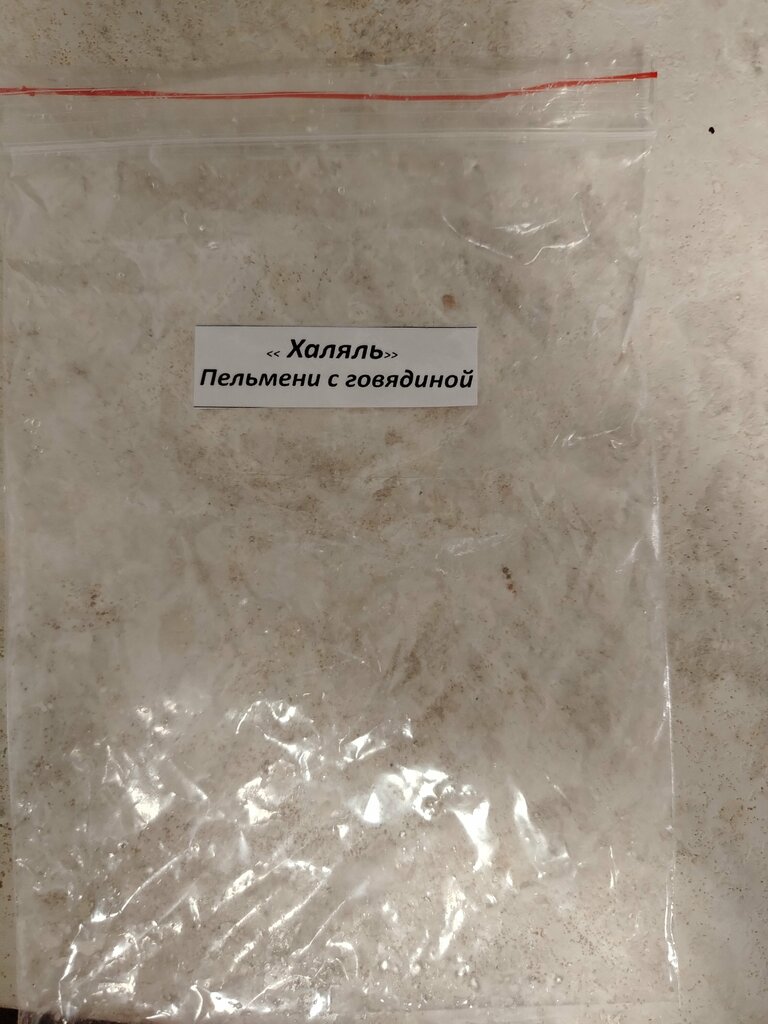 << Халяль>>
Пельмени с говядиной